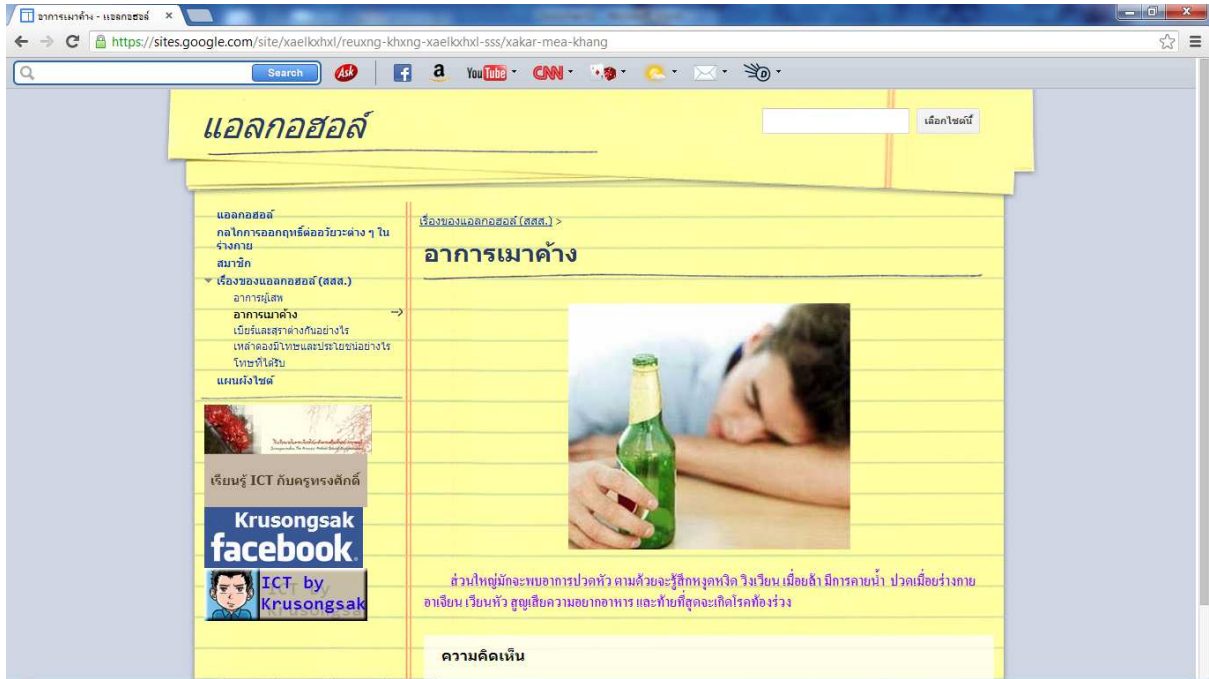 อาการเมาค้าง - แอลกอฮอล์
https://sites.google.com/site/xaelkxhxl/reuxng-khxng-xaelkxhxl-sss/xakar-mea-khang
Search Ask a YouTube CNN
แอลกอฮอล์
เลือกไซต์นี้
แอลกอฮอล์
กลไกการออกฤทธิ์ต่ออวัยวะต่าง ๆ ใน
ร่างกาย
สมาชิก
เรื่องของแอลกอฮอล์ (สสส.)
อาการผู้เสพ
อาการเมาค้าง
เบียร์และสุราต่างกันอย่างไร
เหล้าดองมีโทษและประโยชน์อย่างไร
โทษที่ได้รับ
แผนผังไซต์
เรียนรู้ ICT กับครูทรงศักดิ์
Krusongsak
facebook.
ICT by
Krusongsak
เรื่องของแอลกอฮอล์ (สสส.) >
อาการเมาค้าง
ส่วนใหญ่มักจะพบอาการปวดหัว ตามด้วยจะรู้สึกหงุดหงิด วิงเวียน เมื่อยล้า มีการคายน้ำ ปวดเมื่อยร่างกาย
อาเจียน เวียนหัว สูญเสียความอยากอาหาร และท้ายที่สุดจะเกิดโรคท้องร่วง
ความคิดเห็น